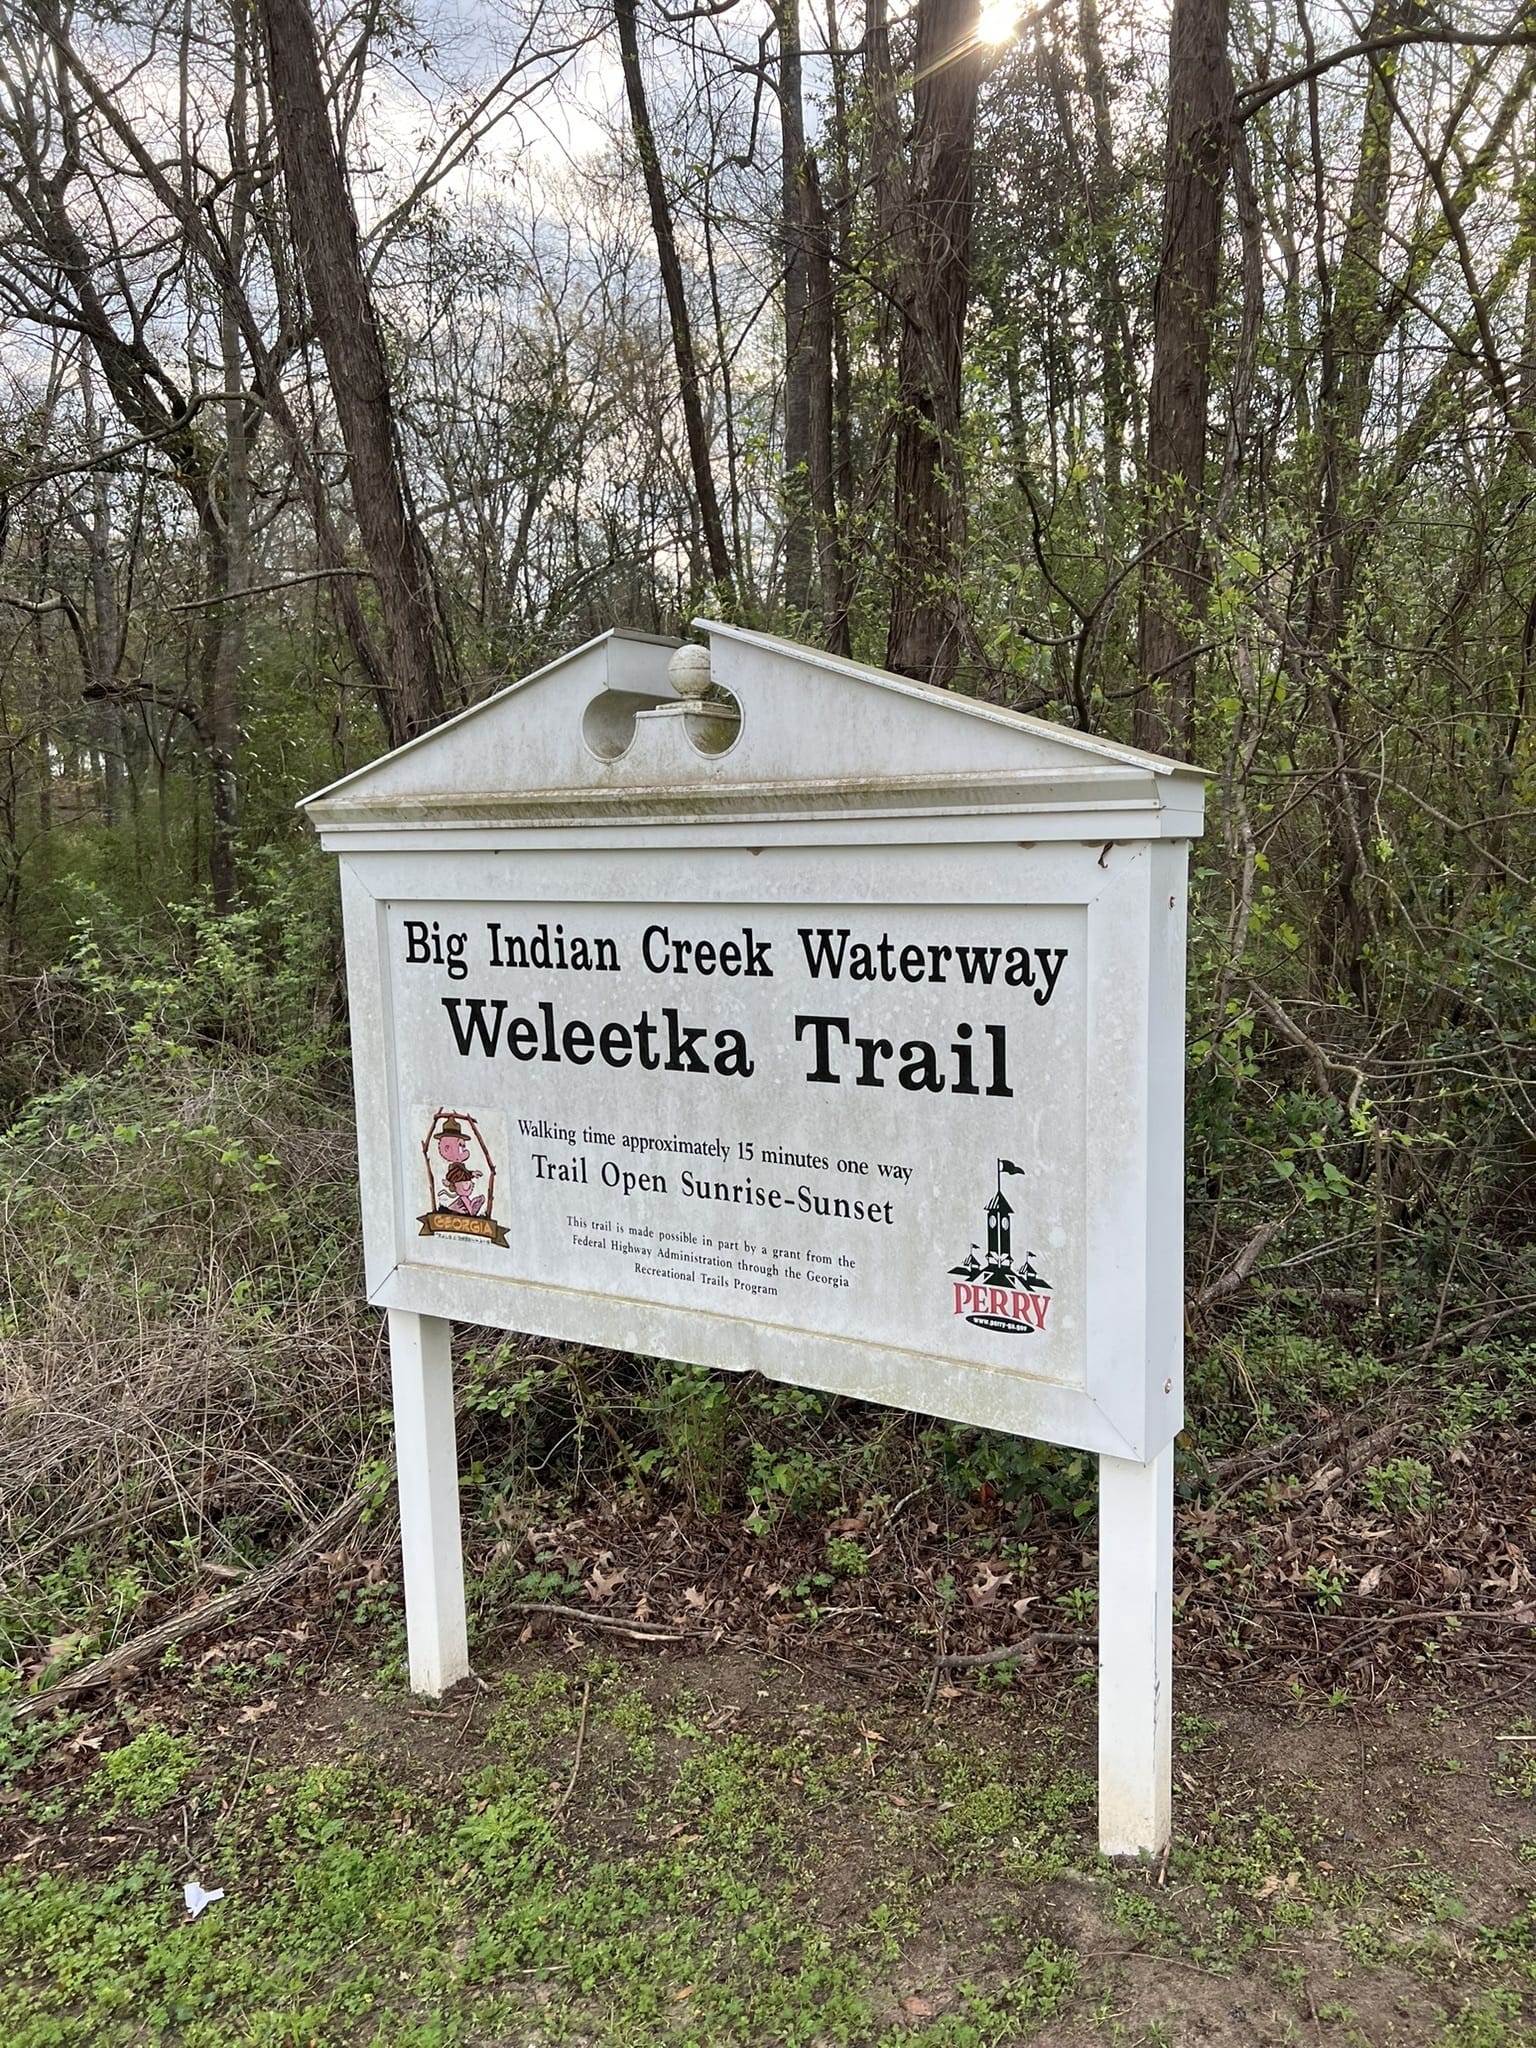 Big Indian Creek Waterway
Weleetka Trail
Walking time approximately 15 minutes one way
Trail Open Sunrise-Sunset
This trail is made possible in part by a grant from the
Federal Highway Administration through the Georgia
Recreational Trails Program
GEORGIA
PERRY
www.perry-ga.gov